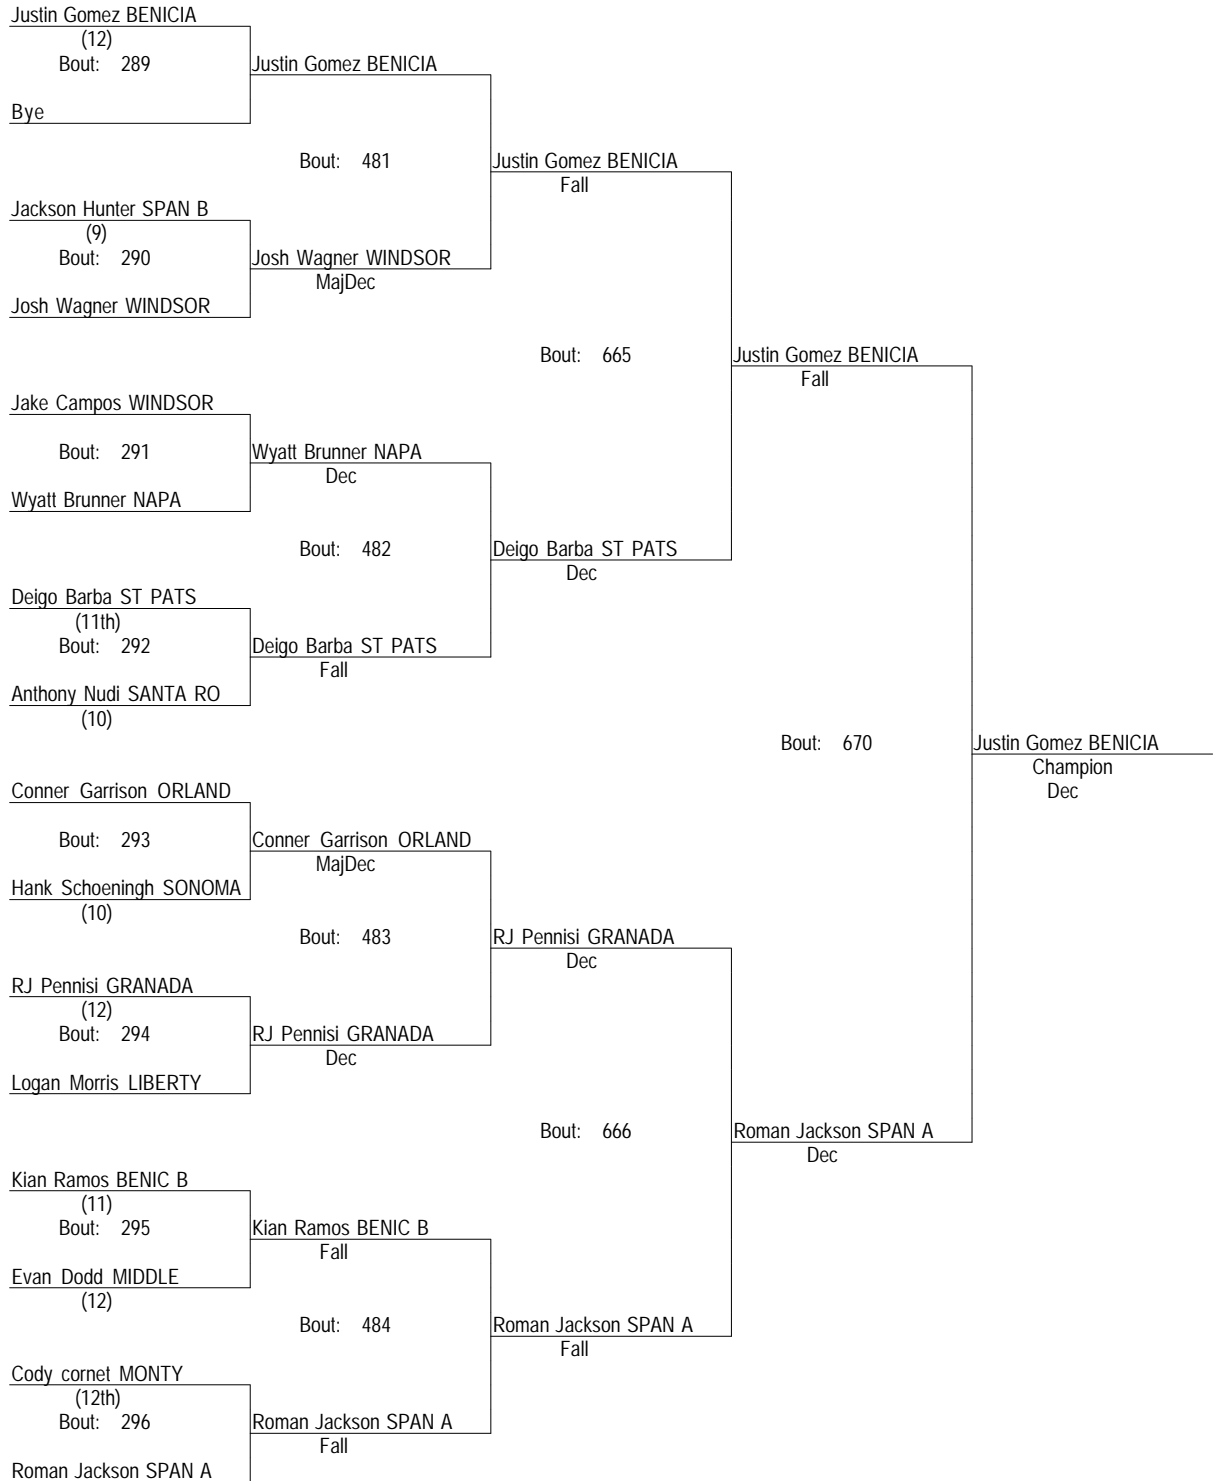 Justin Gomez BENICIA
(12)
Bout: 289
Justin Gomez BENICIA
Bye
Bout: 481
Justin Gomez BENICIA
Fall
Jackson Hunter SPAN B
(9)
Bout: 290
Josh Wagner WINDSOR
MajDec
Josh Wagner WINDSOR
Bout: 665
Justin Gomez BENICIA
Fall
Jake Campos WINDSOR
Bout: 291
Wyatt Brunner NAPA
Dec
Wyatt Brunner NAPA
Bout: 482
Deigo Barba ST PATS
Dec
Deigo Barba ST PATS
(11th)
Bout: 292
Deigo Barba ST PATS
Fall
Anthony Nudi SANTA RO
(10)
Bout: 670
Justin Gomez BENICIA
Champion
Dec
Conner Garrison ORLAND
Bout: 293
Conner Garrison ORLAND
MajDec
Hank Schoeningh SONOMA
(10)
Bout: 483
RJ Pennisi GRANADA
Dec
RJ Pennisi GRANADA
(12)
Bout: 294
RJ Pennisi GRANADA
Dec
Logan Morris LIBERTY
Bout: 666
Roman Jackson SPAN A
Dec
Kian Ramos BENIC B
(11)
Bout: 295
Kian Ramos BENIC B
Fall
Evan Dodd MIDDLE
(12)
Bout: 484
Roman Jackson SPAN A
Fall
Cody cornet MONTY
(12th)
Bout: 296
Roman Jackson SPAN A
Fall
Roman Jackson SPAN A